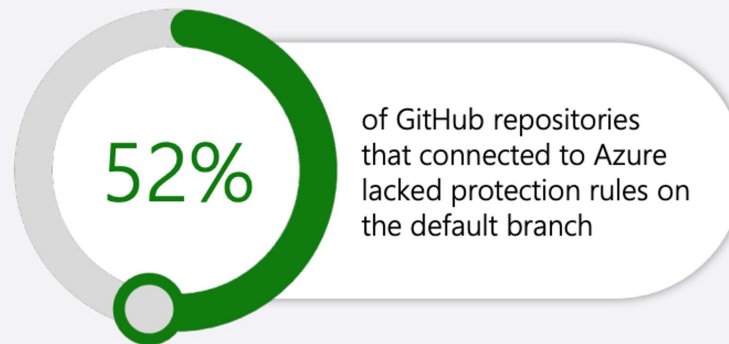 52%
of GitHub repositories
that connected to Azure
lacked protection rules on
the default branch